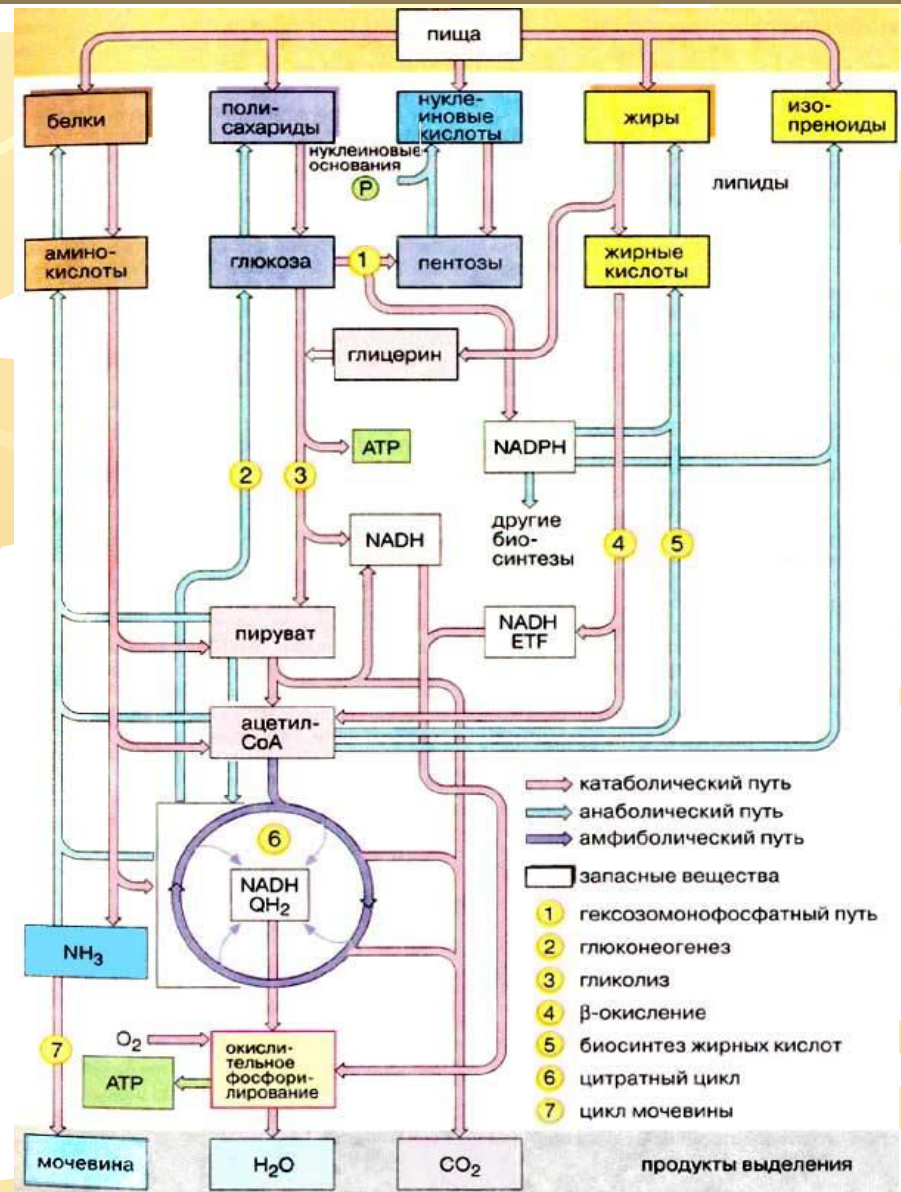 пища
белки
поли-
сахариды
нукле-
иновые
кислоты
жиры
изо-
преноиды
нуклеиновые
основания
P
липиды
амино-
кислоты
глюкоза
1
пентозы
жирные
кислоты
глицерин
ATP
NADPH
2
3
другие
био-
синтезы
4
5
NADH
NADH
ETF
пируват
ацетил-
CoA
катаболический путь
анаболический путь
амфиболический путь
6
NADH
QH₂
запасные вещества
1 гексозомонофосфатный путь
2 глюконеогенез
3 гликолиз
4 β-окисление
5 биосинтез жирных кислот
6 цитратный цикл
7 цикл мочевины
NH₃
7
O₂
окисли-
тельное
фосфори-
лирование
ATP
мочевина
H₂O
CO₂
продукты выделения